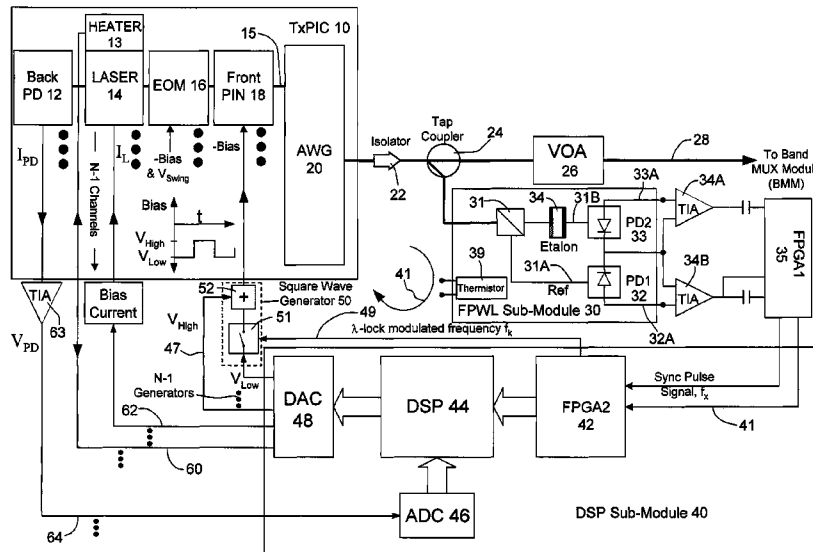 TxPIC 10
HEATER
13
15
Back
PD 12
LASER
14
EOM 16
Front
PIN 18
AWG
20
I_PD
N-1 Channels
I_L
-Bias
& V_Swing
-Bias
Bias
t
V_High
V_Low
Isolator
22
Tap
Coupler
24
VOA
26
28
To Band
MUX Module
(BMM)
31
34
31B
Etalon
33A
PD2
33
34A
TIA
FPGA1
35
31A
Ref
PD1
32
34B
TIA
32A
41
39
Thermistor
FPWL Sub-Module 30
TIA
63
Bias
Current
52
+
Square Wave
Generator 50
51
V_High
47
49
λ-lock modulated frequency f_k
V_PD
N-1
Generators
V_Low
62
60
DAC
48
DSP 44
FPGA2
42
Sync Pulse
Signal, f_x
41
64
ADC 46
DSP Sub-Module 40